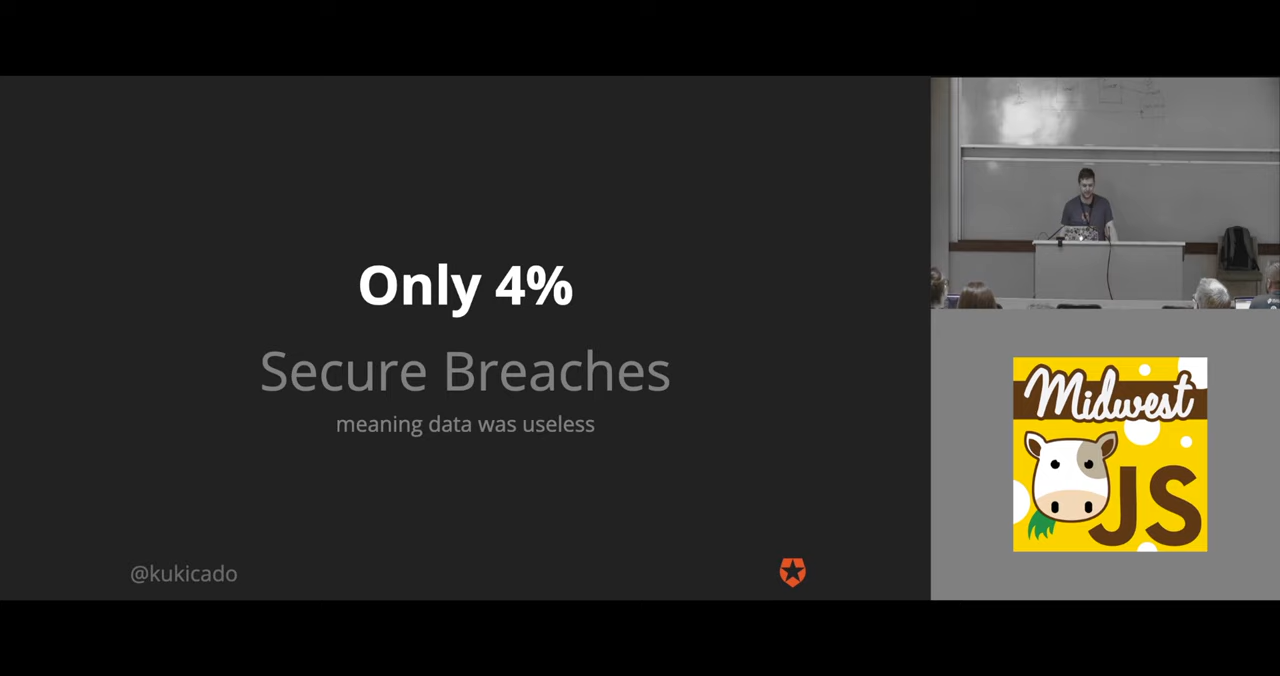 Only 4%
Secure Breaches
meaning data was useless
@kukicado
Midwest
JS